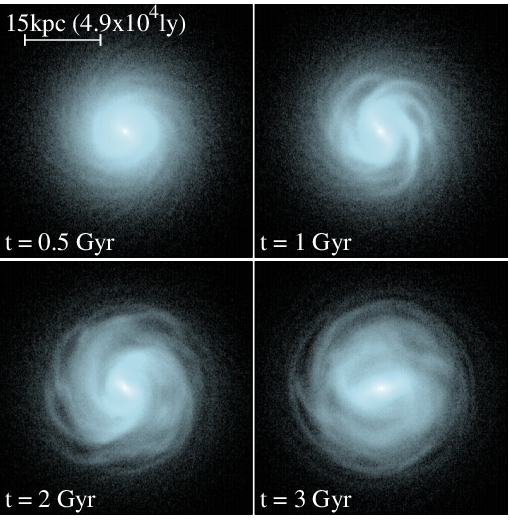 15kpc (4.9x10⁴ly)
t = 0.5 Gyr
t = 1 Gyr
t = 2 Gyr
t = 3 Gyr